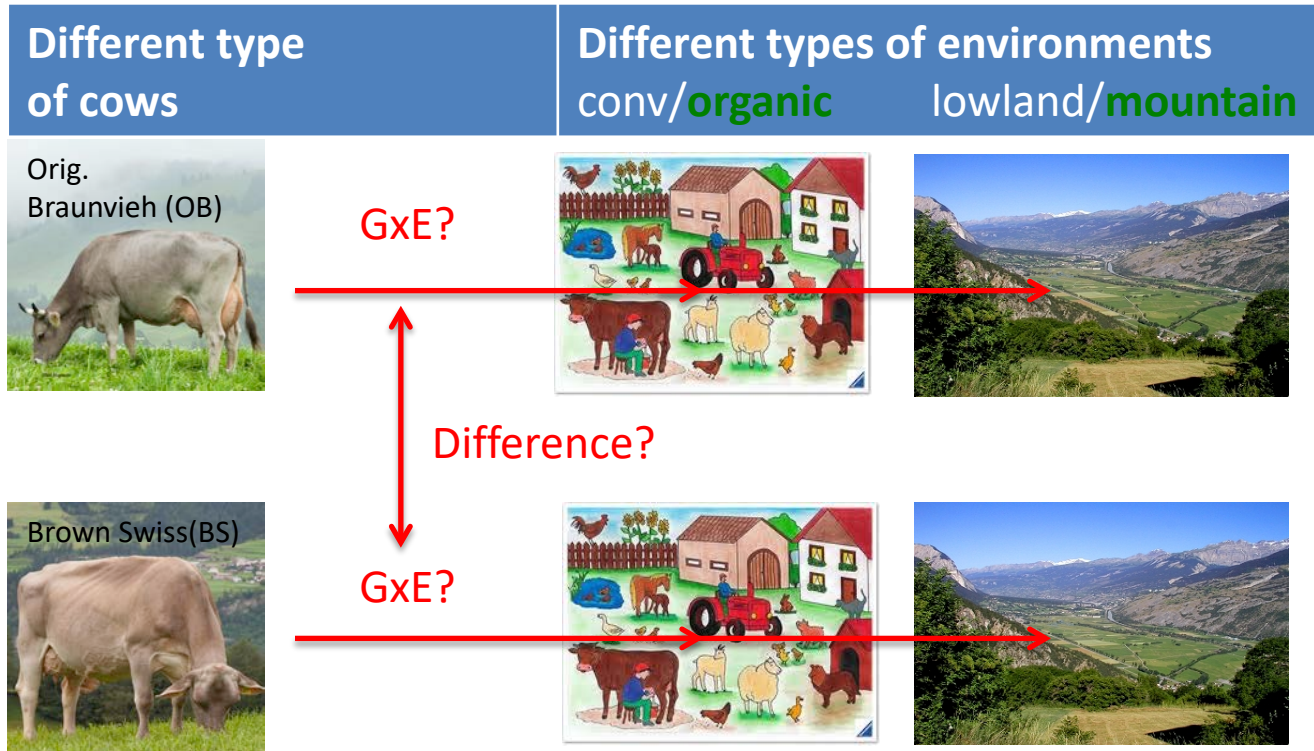 Different type
of cows
Different types of environments
conv/organic lowland/mountain
Orig.
Braunvieh (OB)
GxE?
Difference?
Brown Swiss(BS)
GxE?